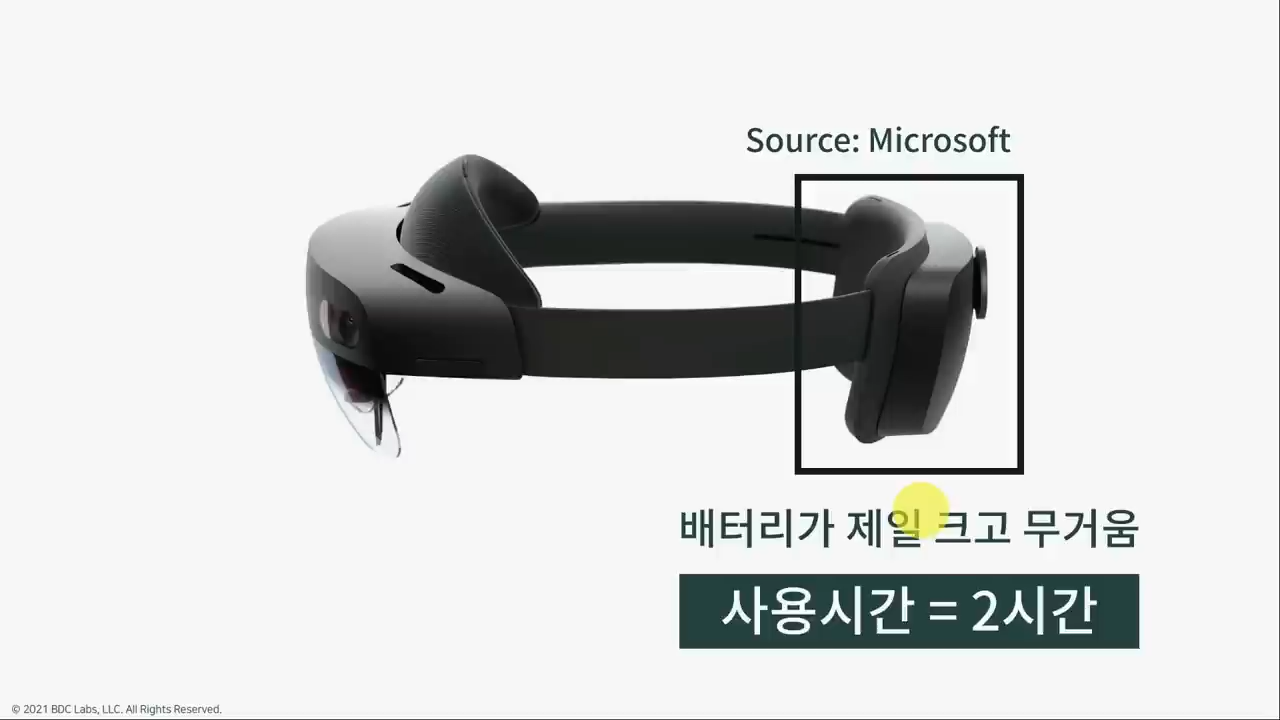 Source: Microsoft
배터리가 제일 크고 무거움
사용시간 = 2시간
© 2021 BDC Labs, LLC. All Rights Reserved.